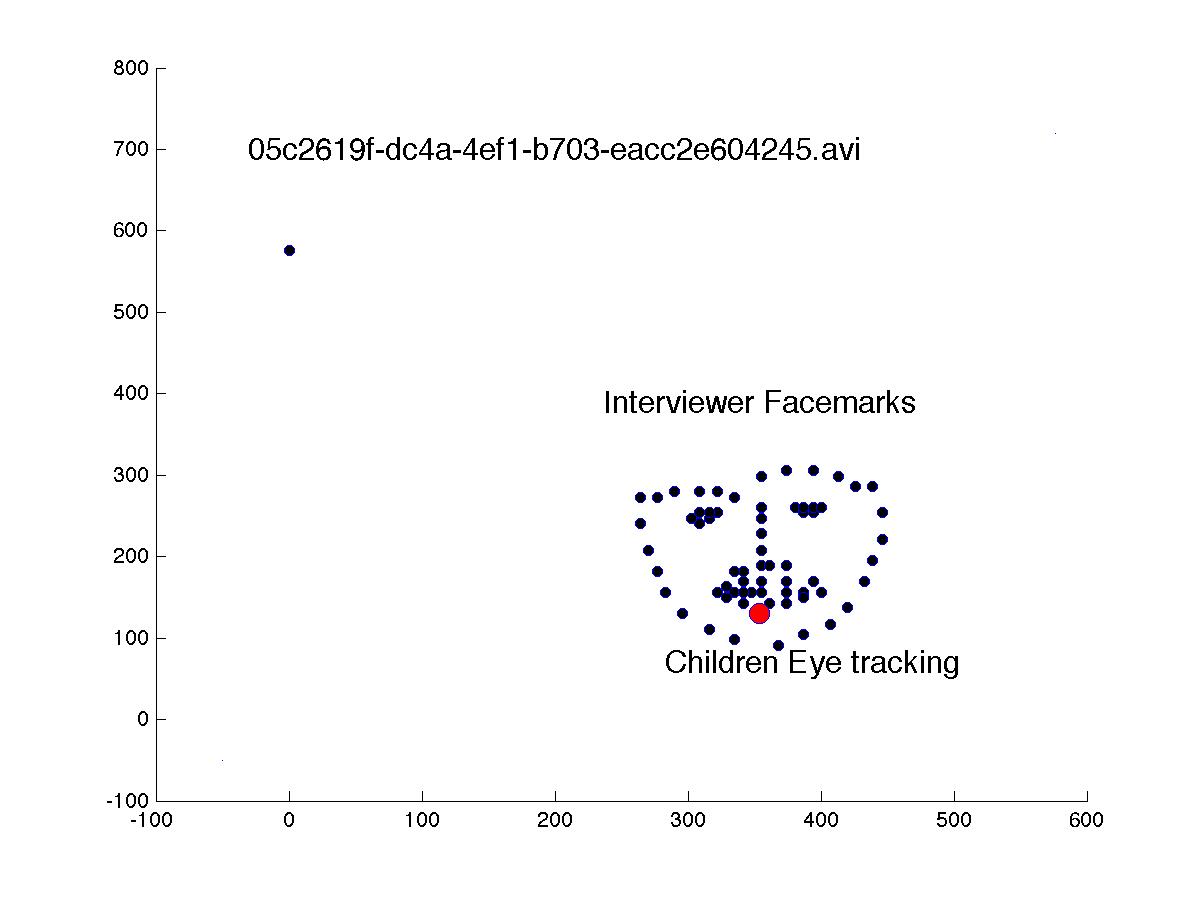 800
700
05c2619f-dc4a-4ef1-b703-eacc2e604245.avi
600
500
400
Interviewer Facemarks
300
200
100
Children Eye tracking
0
-100
-100 0 100 200 300 400 500 600